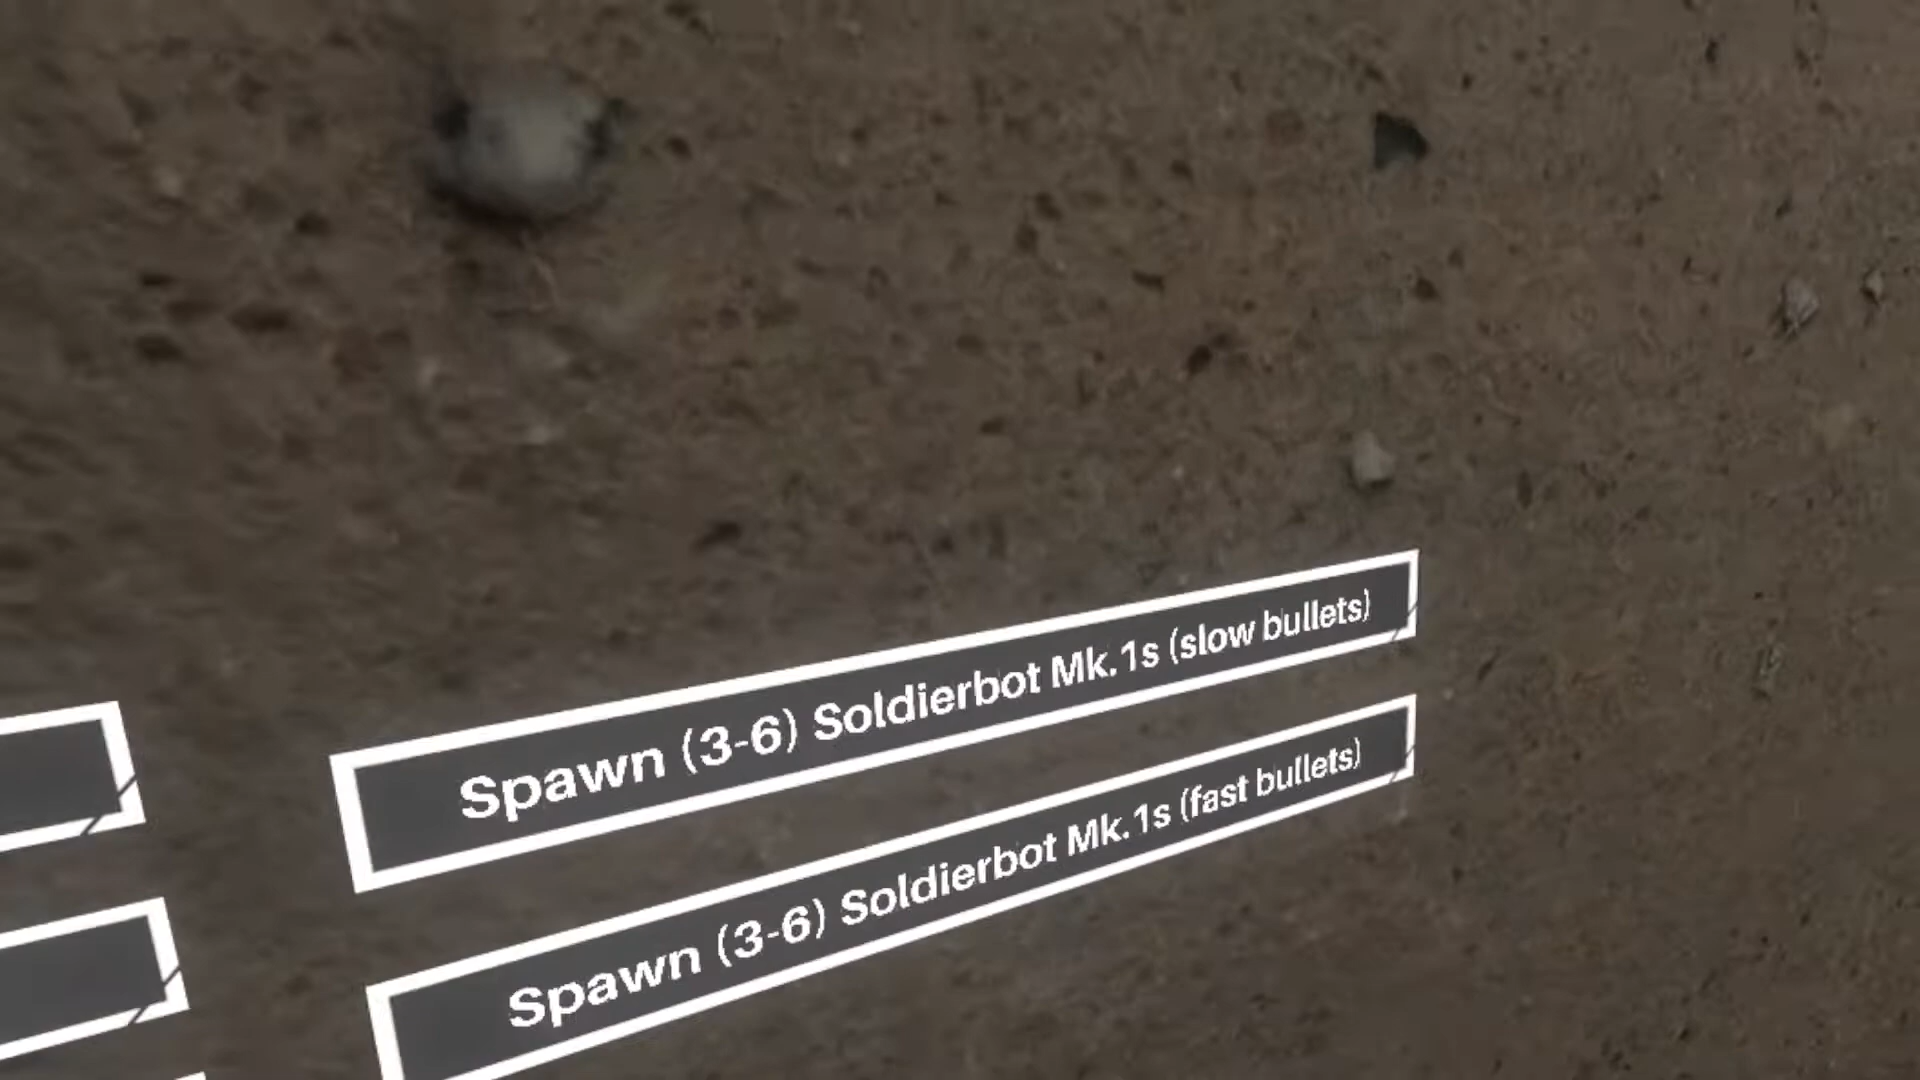 Spawn (3-6) Soldierbot Mk.1s (slow bullets)
Spawn (3-6) Soldierbot Mk.1s (fast bullets)